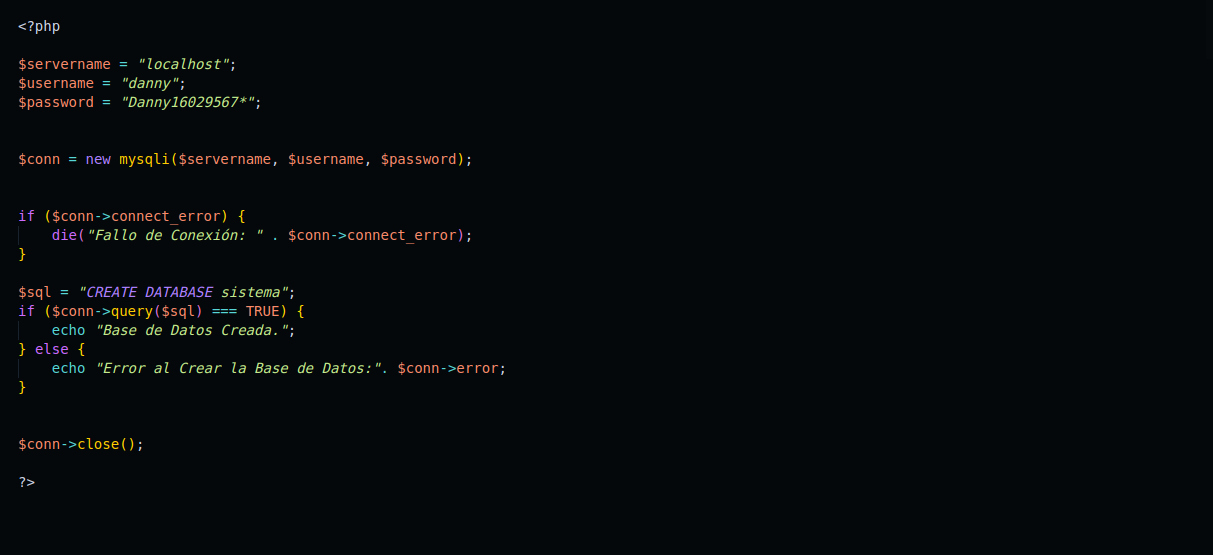 <?php
$servername = "localhost";
$username = "danny";
$password = "Danny16029567*";
$conn = new mysqli($servername, $username, $password);
if ($conn->connect_error) {
    die("Fallo de Conexión: " . $conn->connect_error);
}
$sql = "CREATE DATABASE sistema";
if ($conn->query($sql) === TRUE) {
    echo "Base de Datos Creada.";
} else {
    echo "Error al Crear la Base de Datos:". $conn->error;
}
$conn->close();
?>